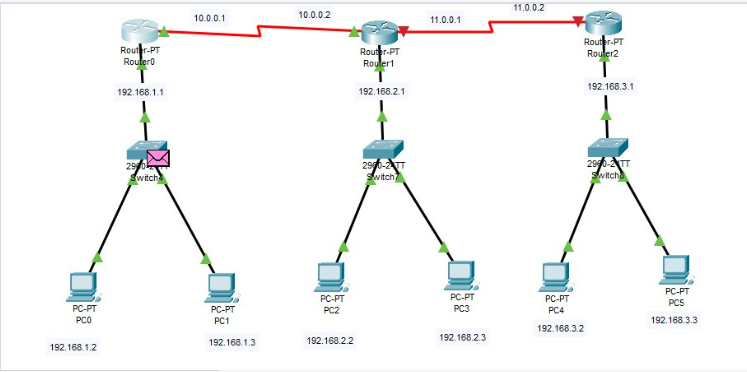 10.0.0.1
10.0.0.2
11.0.0.1
11.0.0.2
Router-PT
Router0
Router-PT
Router1
Router-PT
Router2
192.168.1.1
192.168.2.1
192.168.3.1
2960-24TT
Switch4
2960-24TT
Switch7
2960-24TT
Switch8
PC-PT
PC0
PC-PT
PC1
PC-PT
PC2
PC-PT
PC3
PC-PT
PC4
PC-PT
PC5
192.168.1.2
192.168.1.3
192.168.2.2
192.168.2.3
192.168.3.2
192.168.3.3